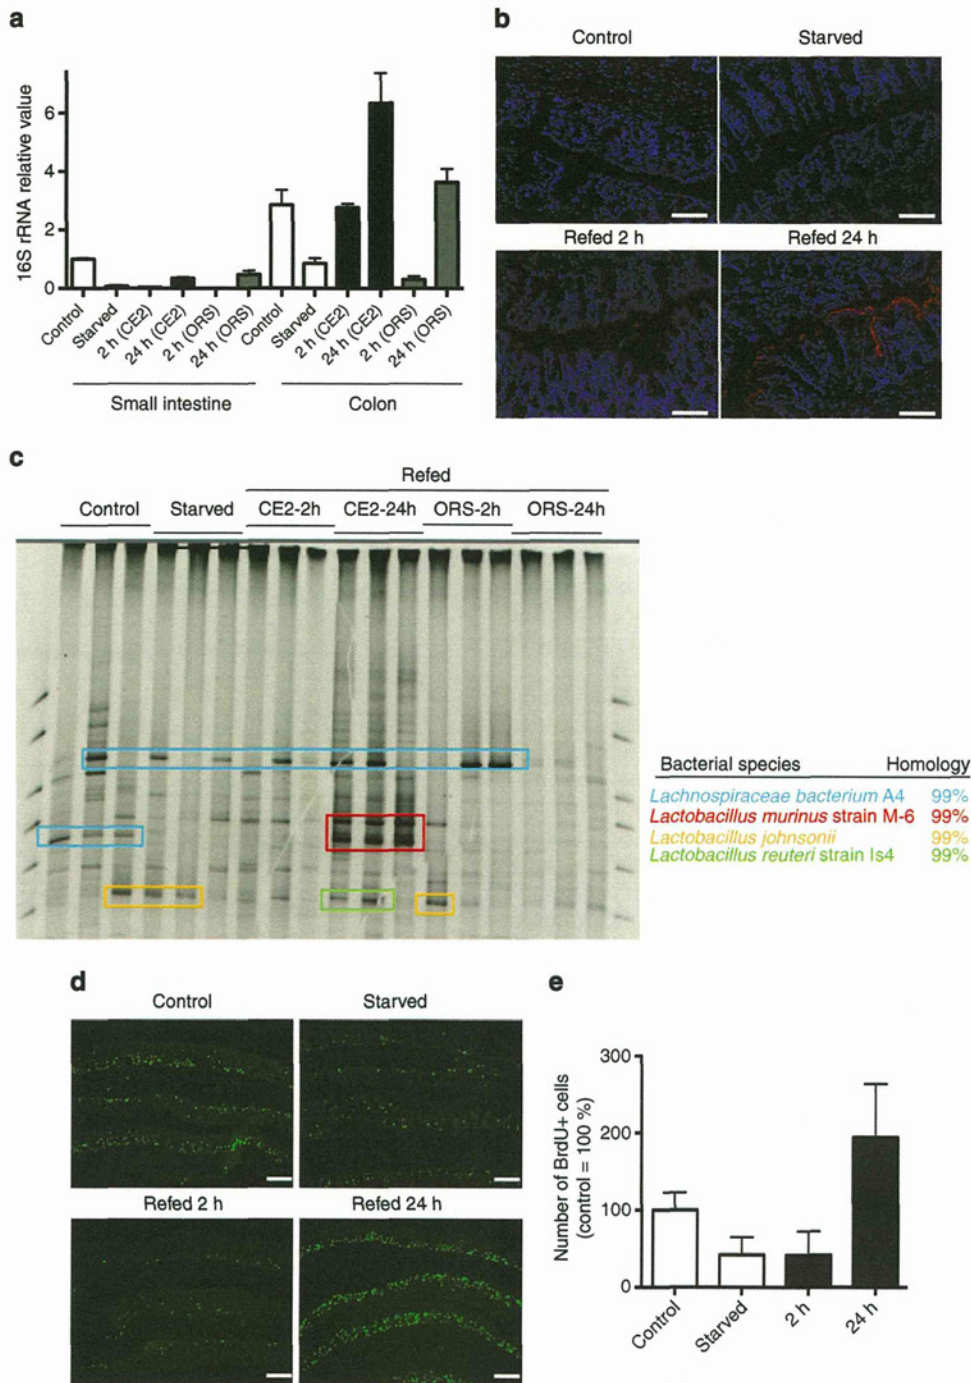 a
16S rRNA relative value
6
4
2
0
Control
Starved
2 h (CE2)
24 h (CE2)
2 h (ORS)
24 h (ORS)
Control
Starved
2 h (CE2)
24 h (CE2)
2 h (ORS)
24 h (ORS)
Small intestine
Colon
b
Control
Starved
Refed 2 h
Refed 24 h
c
Refed
Control
Starved
CE2-2h
CE2-24h
ORS-2h
ORS-24h
Bacterial species Homology
Lachnospiraceae bacterium A4 99%
Lactobacillus murinus strain M-6 99%
Lactobacillus johnsonii 99%
Lactobacillus reuteri strain Is4 99%
d
Control
Starved
Refed 2 h
Refed 24 h
e
Number of BrdU+ cells
(control = 100 %)
300
200
100
0
Control
Starved
2 h
24 h